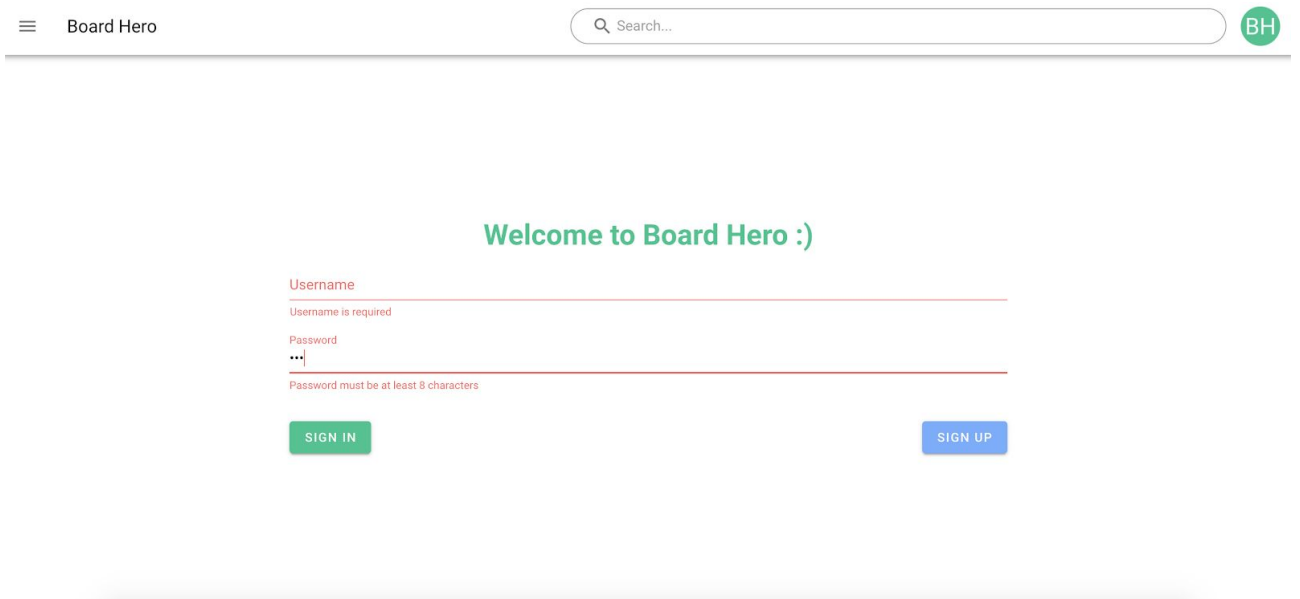 Board Hero
Search...
BH
Welcome to Board Hero :)
Username
Username is required
Password
•••
Password must be at least 8 characters
SIGN IN
SIGN UP